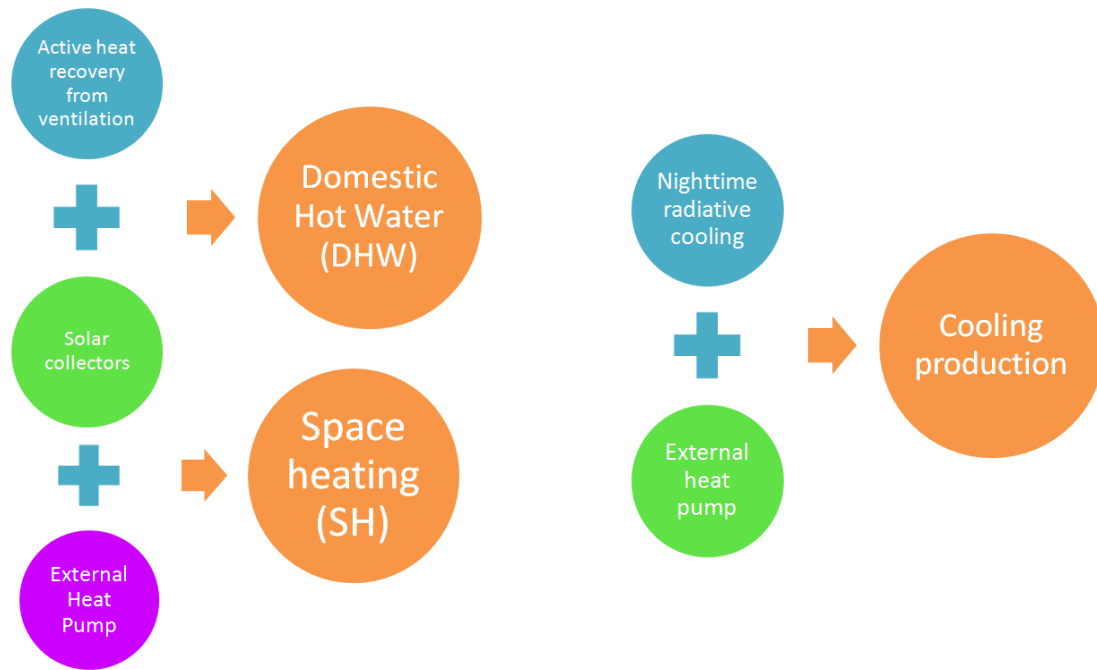 Active heat
recovery
from
ventilation
Domestic
Hot Water
(DHW)
Solar
collectors
Space
heating
(SH)
External
Heat
Pump
Nighttime
radiative
cooling
Cooling
production
External
heat
pump